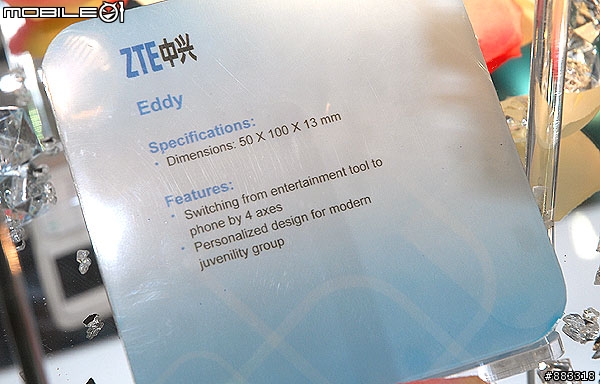 MOBILE01
ZTE中兴
Eddy
Specifications:
• Dimensions: 50 X 100 X 13 mm
Features:
• Switching from entertainment tool to
phone by 4 axes
• Personalized design for modern
juvenility group
#883318